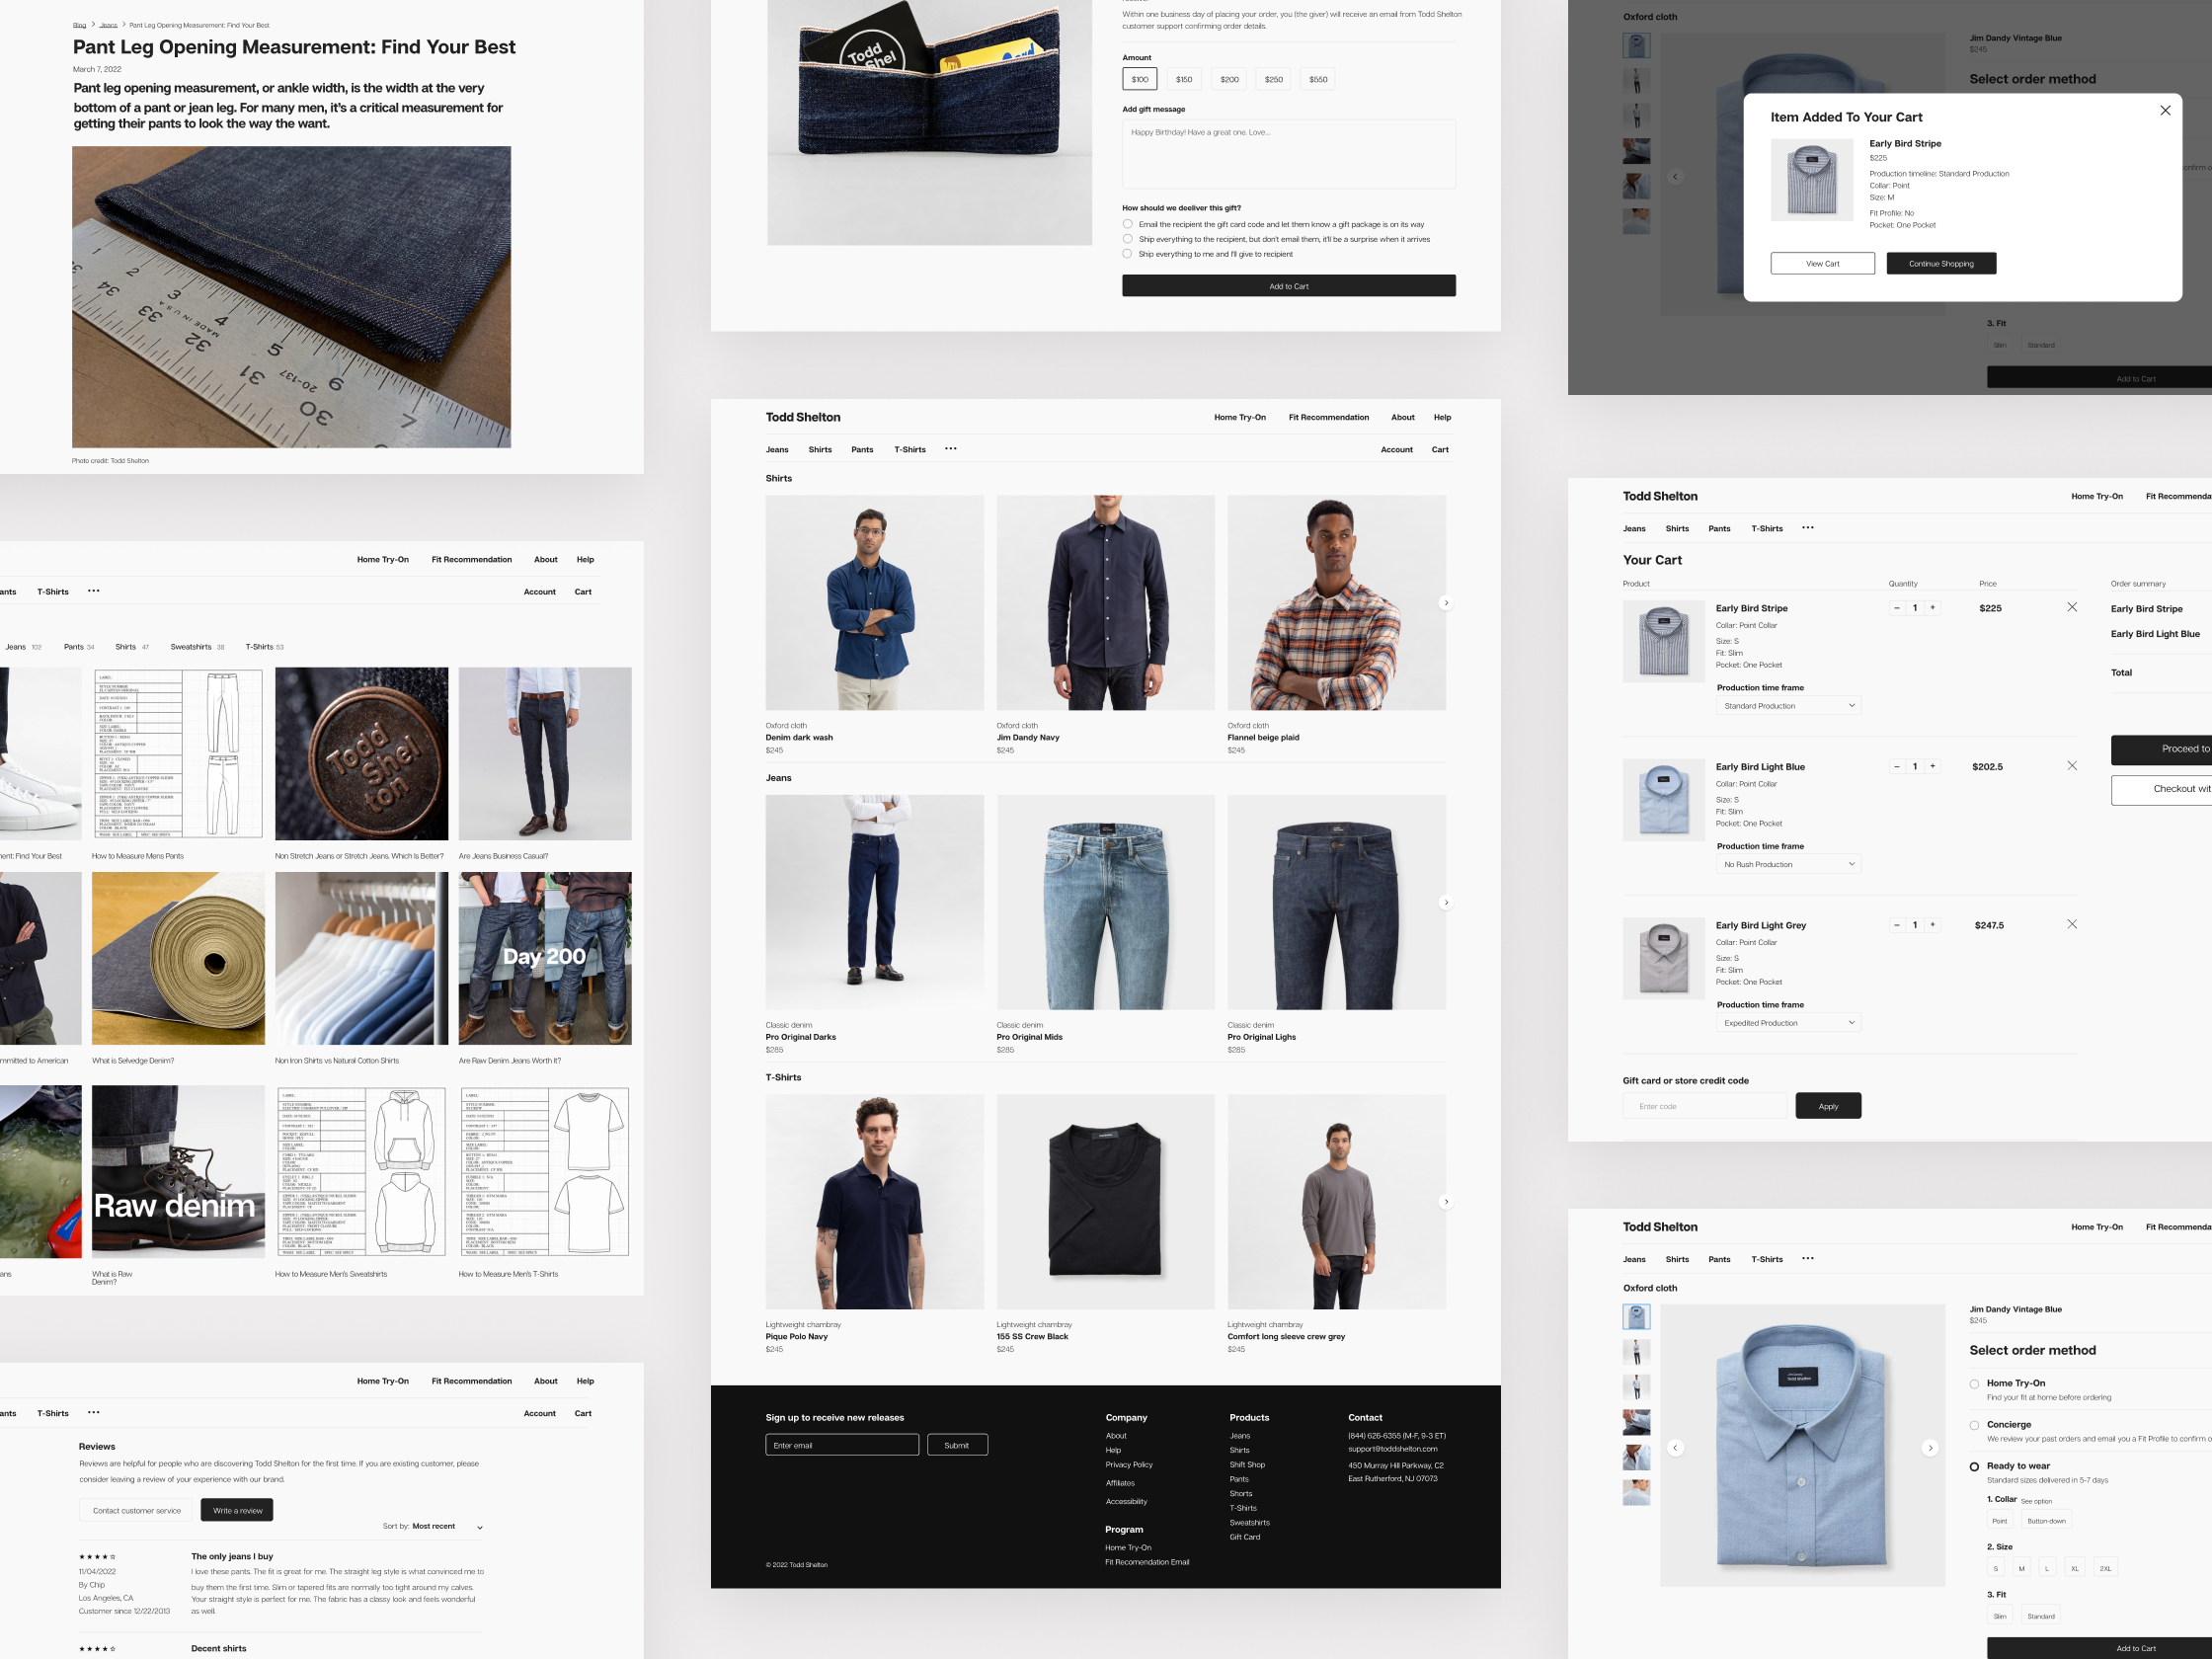 Blog > Jeans > Pant Leg Opening Measurement: Find Your Best
Pant Leg Opening Measurement: Find Your Best
March 7, 2022
Pant leg opening measurement, or ankle width, is the width at the very
bottom of a pant or jean leg. For many men, it's a critical measurement for
getting their pants to look the way the want.
1
2
3
4
5
6
7
34
33
32
31
30
MADE IN U.S.A
20-137
Photo credit: Todd Shelton
Home Try-On Fit Recommendation About Help
T-Shirts ••• Account Cart
Jeans 102 Pants 34 Shirts 47 Sweatshirts 38 T-Shirts 53
Todd
Shel
ton
Find Your Best
How to Measure Mens Pants
Non Stretch Jeans or Stretch Jeans. Which Is Better?
Are Jeans Business Casual?
Day 200
to American
What is Selvedge Denim?
Non Iron Shirts vs Natural Cotton Shirts
Are Raw Denim Jeans Worth It?
Raw denim
What is Raw
Denim?
How to Measure Men's Sweatshirts
How to Measure Men's T-Shirts
Home Try-On Fit Recommendation About Help
T-Shirts ••• Account Cart
Reviews
Reviews are helpful for people who are discovering Todd Shelton for the first time. If you are existing customer, please
consider leaving a review of your experience with our brand.
Contact customer service
Write a review
Sort by: Most recent
★★★★☆
11/04/2022
By Chip
Los Angeles, CA
Customer since 12/22/2013
The only jeans I buy
I love these pants. The fit is great for me. The straight leg style is what convinced me to
buy them the first time. Slim or tapered fits are normally too tight around my calves.
Your straight style is perfect for me. The fabric has a classy look and feels wonderful
as well.
★★★★☆
Decent shirts
Todd
Shel
Within one business day of placing your order, you (the giver) will receive an email from Todd Shelton
customer support confirming order details.
Amount
$100 $150 $200 $250 $550
Add gift message
Happy Birthday! Have a great one. Love...
How should we deeliver this gift?
Email the recipient the gift card code and let them know a gift package is on its way
Ship everything to the recipient, but don't email them, it'll be a surprise when it arrives
Ship everything to me and I'll give to recipient
Add to Cart
Todd Shelton
Home Try-On Fit Recommendation About Help
Jeans Shirts Pants T-Shirts ••• Account Cart
Shirts
Oxford cloth
Denim dark wash
$245
Oxford cloth
Jim Dandy Navy
$245
Oxford cloth
Flannel beige plaid
$245
Jeans
Classic denim
Pro Original Darks
$285
Classic denim
Pro Original Mids
$285
Classic denim
Pro Original Lighs
$285
T-Shirts
Lightweight chambray
Pique Polo Navy
$245
Lightweight chambray
155 SS Crew Black
$245
Lightweight chambray
Comfort long sleeve crew grey
$245
Sign up to receive new releases
Enter email
Submit
© 2022 Todd Shelton
Company
About
Help
Privacy Policy
Affiliates
Accessibility
Program
Home Try-On
Fit Recomendation Email
Products
Jeans
Shirts
Shift Shop
Pants
Shorts
T-Shirts
Sweatshirts
Gift Card
Contact
(844) 626-6355 (M-F, 9-3 ET)
support@toddshelton.com
450 Murray Hill Parkway, C2
East Rutherford, NJ 07073
Oxford cloth
Jim Dandy Vintage Blue
$245
Select order method
Item Added To Your Cart
Early Bird Stripe
$225
Production timeline: Standard Production
Collar: Point
Size: M
Fit Profile: No
Pocket: One Pocket
View Cart
Continue Shopping
3. Fit
Slim Standard
Add to Cart
Todd Shelton
Home Try-On
Jeans Shirts Pants T-Shirts •••
Your Cart
Product Quantity Price
Early Bird Stripe
Collar: Point Collar
Size: S
Fit: Slim
Pocket: One Pocket
– 1 +
$225
Production time frame
Standard Production
Early Bird Light Blue
Collar: Point Collar
Size: S
Fit: Slim
Pocket: One Pocket
– 1 +
$202.5
Production time frame
No Rush Production
Early Bird Light Grey
Collar: Point Collar
Size: S
Fit: Slim
Pocket: One Pocket
– 1 +
$247.5
Production time frame
Expedited Production
Gift card or store credit code
Enter code
Apply
Order summary
Early Bird Stripe
Early Bird Light Blue
Total
Proceed to
Checkout
Todd Shelton
Home Try-On
Jeans Shirts Pants T-Shirts •••
Oxford cloth
Todd Shelton
Jim Dandy Vintage Blue
$245
Select order method
Home Try-On
Find your fit at home before ordering
Concierge
We review your past orders and email you a Fit Profile to confirm
Ready to wear
Standard sizes delivered in 5-7 days
1. Collar See option
Point Button-down
2. Size
S M L XL 2XL
3. Fit
Slim Standard
Add to Cart